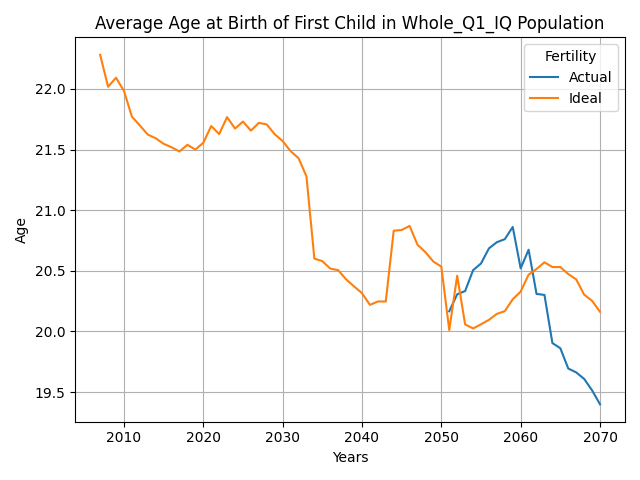 Average Age at Birth of First Child in Whole_Q1_IQ Population
Fertility
Actual
Ideal
Age
22.0
21.5
21.0
20.5
20.0
19.5
2010 2020 2030 2040 2050 2060 2070
Years